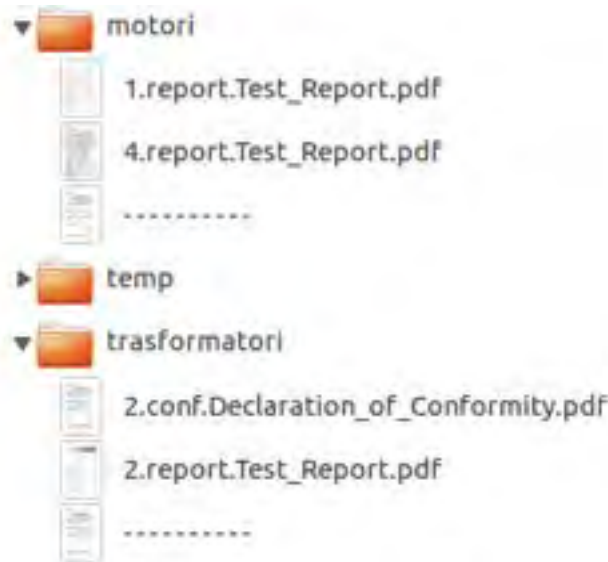 motori
1.report.Test_Report.pdf
4.report.Test_Report.pdf
----------
temp
trasformatori
2.conf.Declaration_of_Conformity.pdf
2.report.Test_Report.pdf
----------